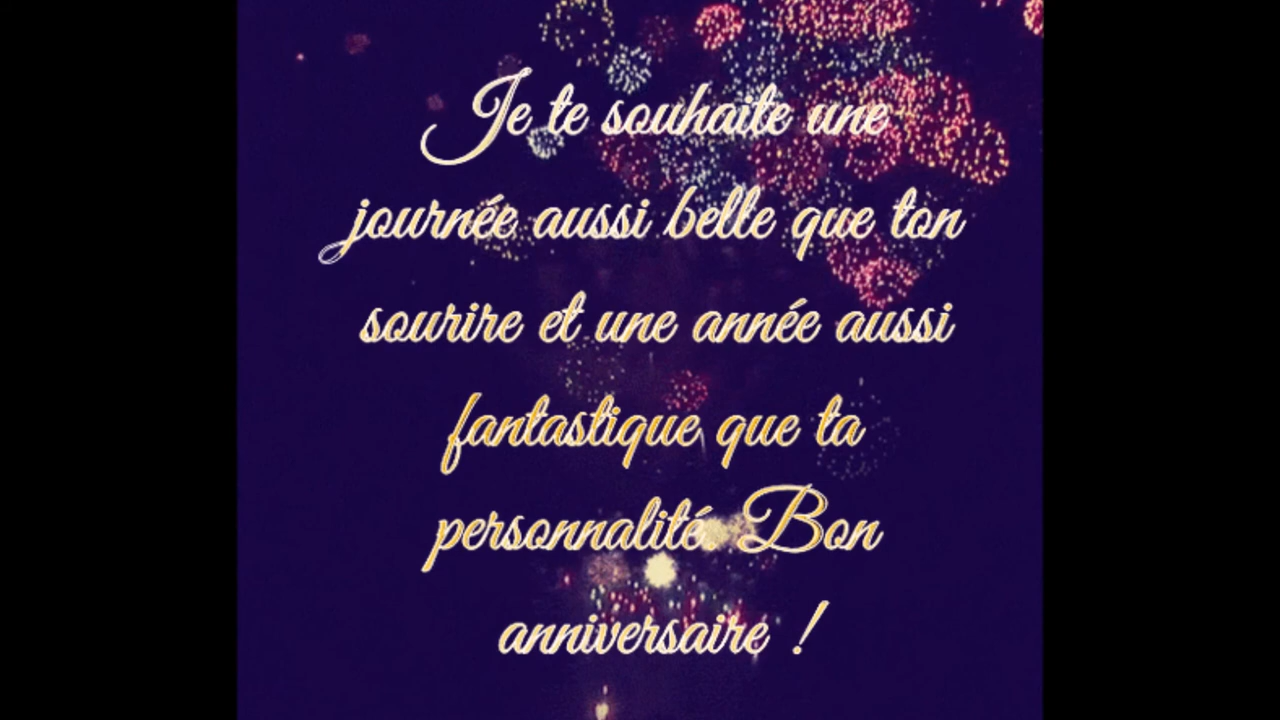 Je te souhaite une
journée aussi belle que ton
sourire et une année aussi
fantastique que ta
personnalité. Bon
anniversaire !